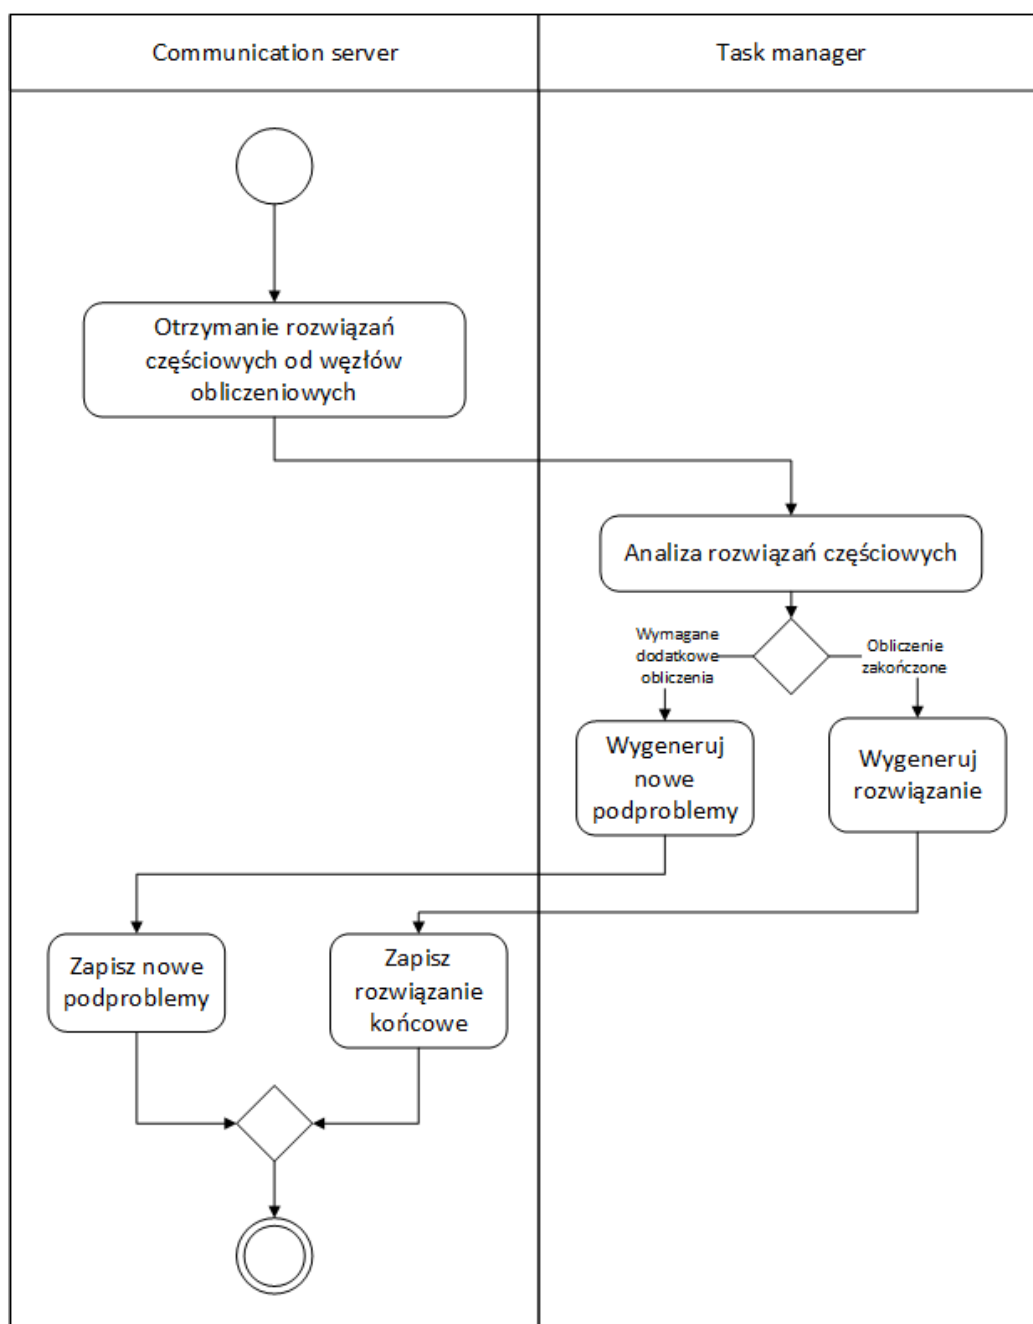 Communication server
Task manager
Otrzymanie rozwiązań
częściowych od węzłów
obliczeniowych
Analiza rozwiązań częściowych
Wymagane
dodatkowe
obliczenia
Obliczenie
zakończone
Wygeneruj
nowe
podproblemy
Wygeneruj
rozwiązanie
Zapisz nowe
podproblemy
Zapisz
rozwiązanie
końcowe